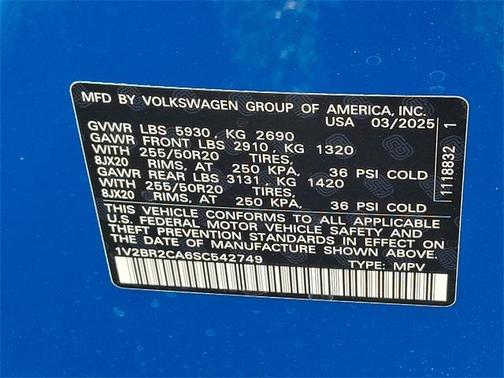 MFD BY VOLKSWAGEN GROUP OF AMERICA, INC.
USA 03/2025
GVWR LBS 5930, KG 2690
GAWR FRONT LBS 2910, KG 1320
WITH 255/50R20 TIRES,
8JX20 RIMS, AT 250 KPA, 36 PSI COLD
GAWR REAR LBS 3131, KG 1420
WITH 255/50R20 TIRES,
8JX20 RIMS, AT 250 KPA, 36 PSI COLD
THIS VEHICLE CONFORMS TO ALL APPLICABLE
U.S. FEDERAL MOTOR VEHICLE SAFETY AND
THEFT PREVENTION STANDARDS IN EFFECT ON
THE DATE OF MANUFACTURE SHOWN ABOVE.
1V2BR2CA6SC542749 TYPE: MPV
1118832 1